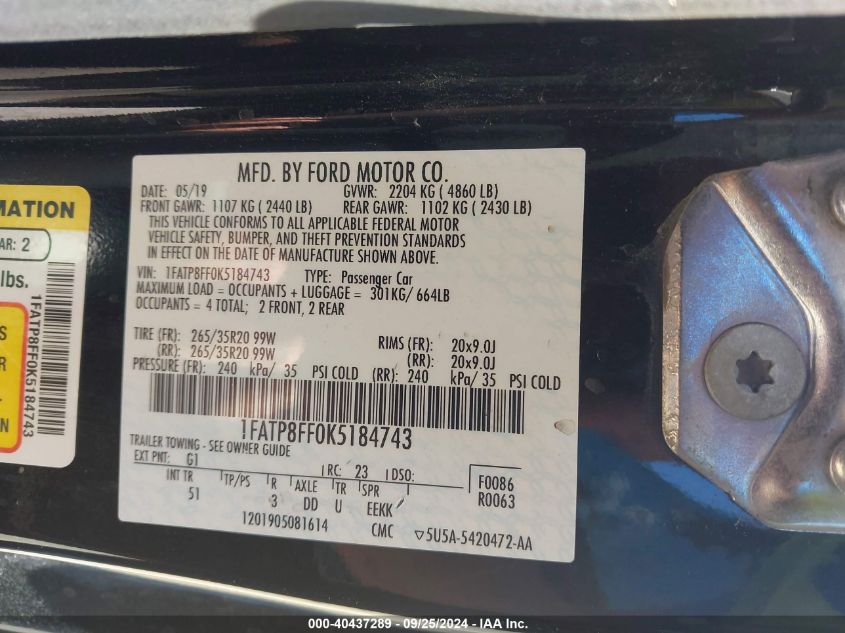 MFD. BY FORD MOTOR CO.
DATE: 05/19 GVWR: 2204 KG ( 4860 LB)
FRONT GAWR: 1107 KG ( 2440 LB) REAR GAWR: 1102 KG ( 2430 LB)
THIS VEHICLE CONFORMS TO ALL APPLICABLE FEDERAL MOTOR
VEHICLE SAFETY, BUMPER, AND THEFT PREVENTION STANDARDS
IN EFFECT ON THE DATE OF MANUFACTURE SHOWN ABOVE.
VIN: 1FATP8FF0K5184743 TYPE: Passenger Car
MAXIMUM LOAD = OCCUPANTS + LUGGAGE = 301KG/ 664LB
OCCUPANTS = 4 TOTAL; 2 FRONT, 2 REAR
TIRE (FR): 265/35R20 99W RIMS (FR): 20x9.0J
(RR): 265/35R20 99W (RR): 20x9.0J
PRESSURE (FR): 240 kPa/ 35 PSI COLD (RR): 240 kPa/ 35 PSI COLD
1FATP8FF0K5184743
TRAILER TOWING - SEE OWNER GUIDE
EXT PNT: G1 RC: 23 DSO: F0086
INT TR TP/PS R AXLE TR SPR R0063
51 3 DD U EEKK
1201905081614 CMC ▽5U5A-5420472-AA
MATION
AR: 2
lbs.
1FATP8FF0K5184743
S
R
.
N
000-40437289 - 09/25/2024 - IAA Inc.